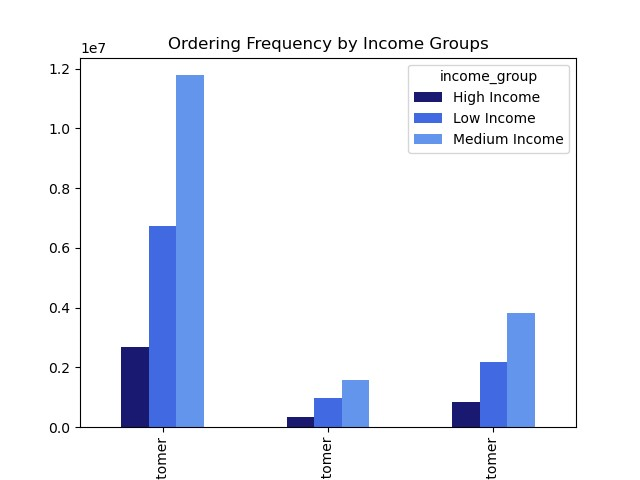 Ordering Frequency by Income Groups
1e7
1.2
1.0
0.8
0.6
0.4
0.2
0.0
income_group
High Income
Low Income
Medium Income
tomer
tomer
tomer